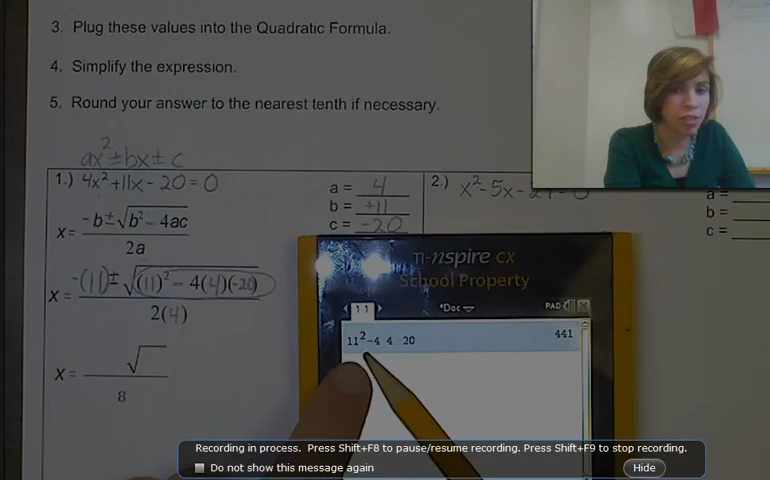 3. Plug these values into the Quadratic Formula.
4. Simplify the expression.
5. Round your answer to the nearest tenth if necessary.
ax² ± bx ± c
1.) 4x² + 11x - 20 = 0
a = 4
b = +11
c = -20
x = -b ± √b² - 4ac
2a
x = -(11) ± √(11)² - 4(4)(-20)
2(4)
x = √
8
2.) x² - 5x -
a =
b =
c =
TI-nspire CX
School Property
1.1
*Doc
PAD
11²-4 4 20
441
Recording in process. Press Shift+F8 to pause/resume recording. Press Shift+F9 to stop recording.
Do not show this message again
Hide